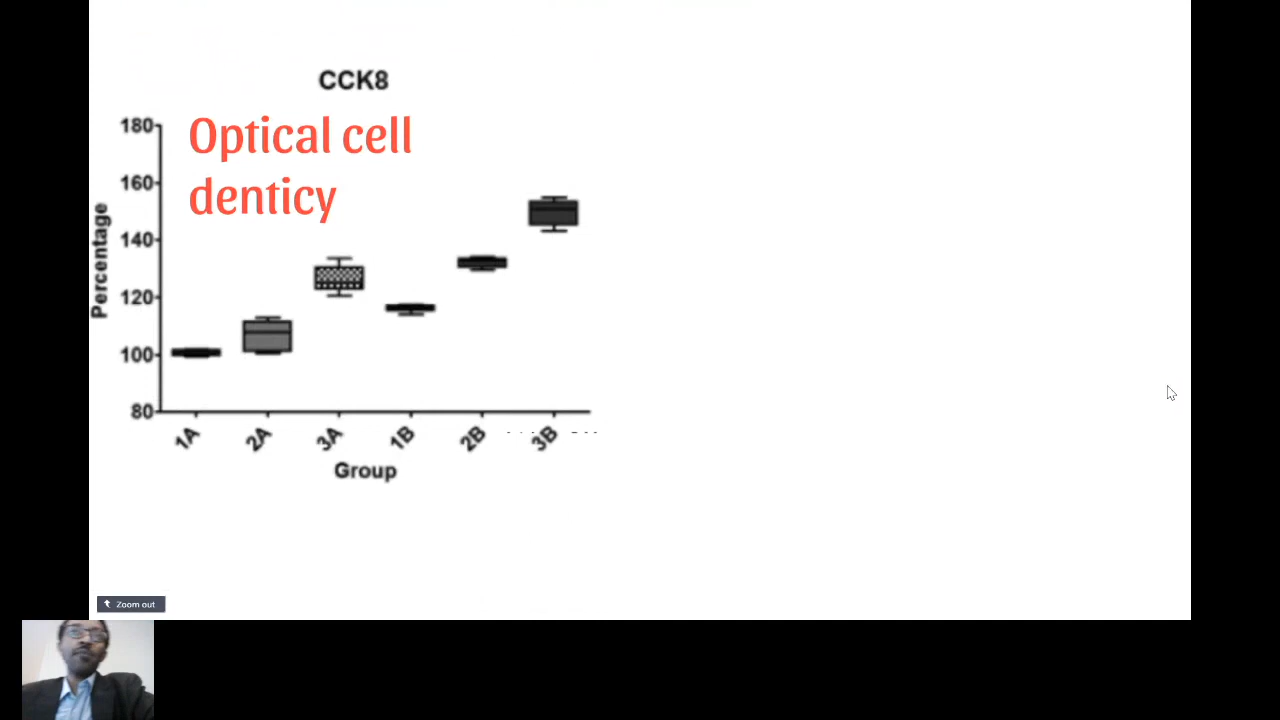 CCK8
Optical cell
denticy
180
160
140
120
100
80
Percentage
1A
2A
3A
1B
2B
3B
Group
Zoom out